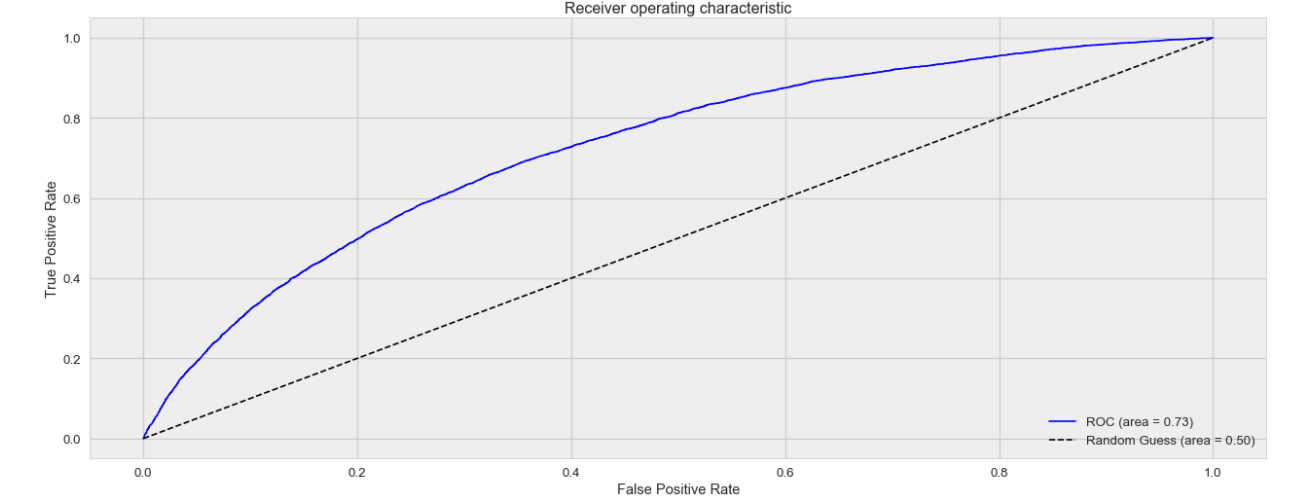 Receiver operating characteristic
1.0
0.8
0.6
0.4
0.2
0.0
True Positive Rate
ROC (area = 0.73)
Random Guess (area = 0.50)
0.0 0.2 0.4 0.6 0.8 1.0
False Positive Rate